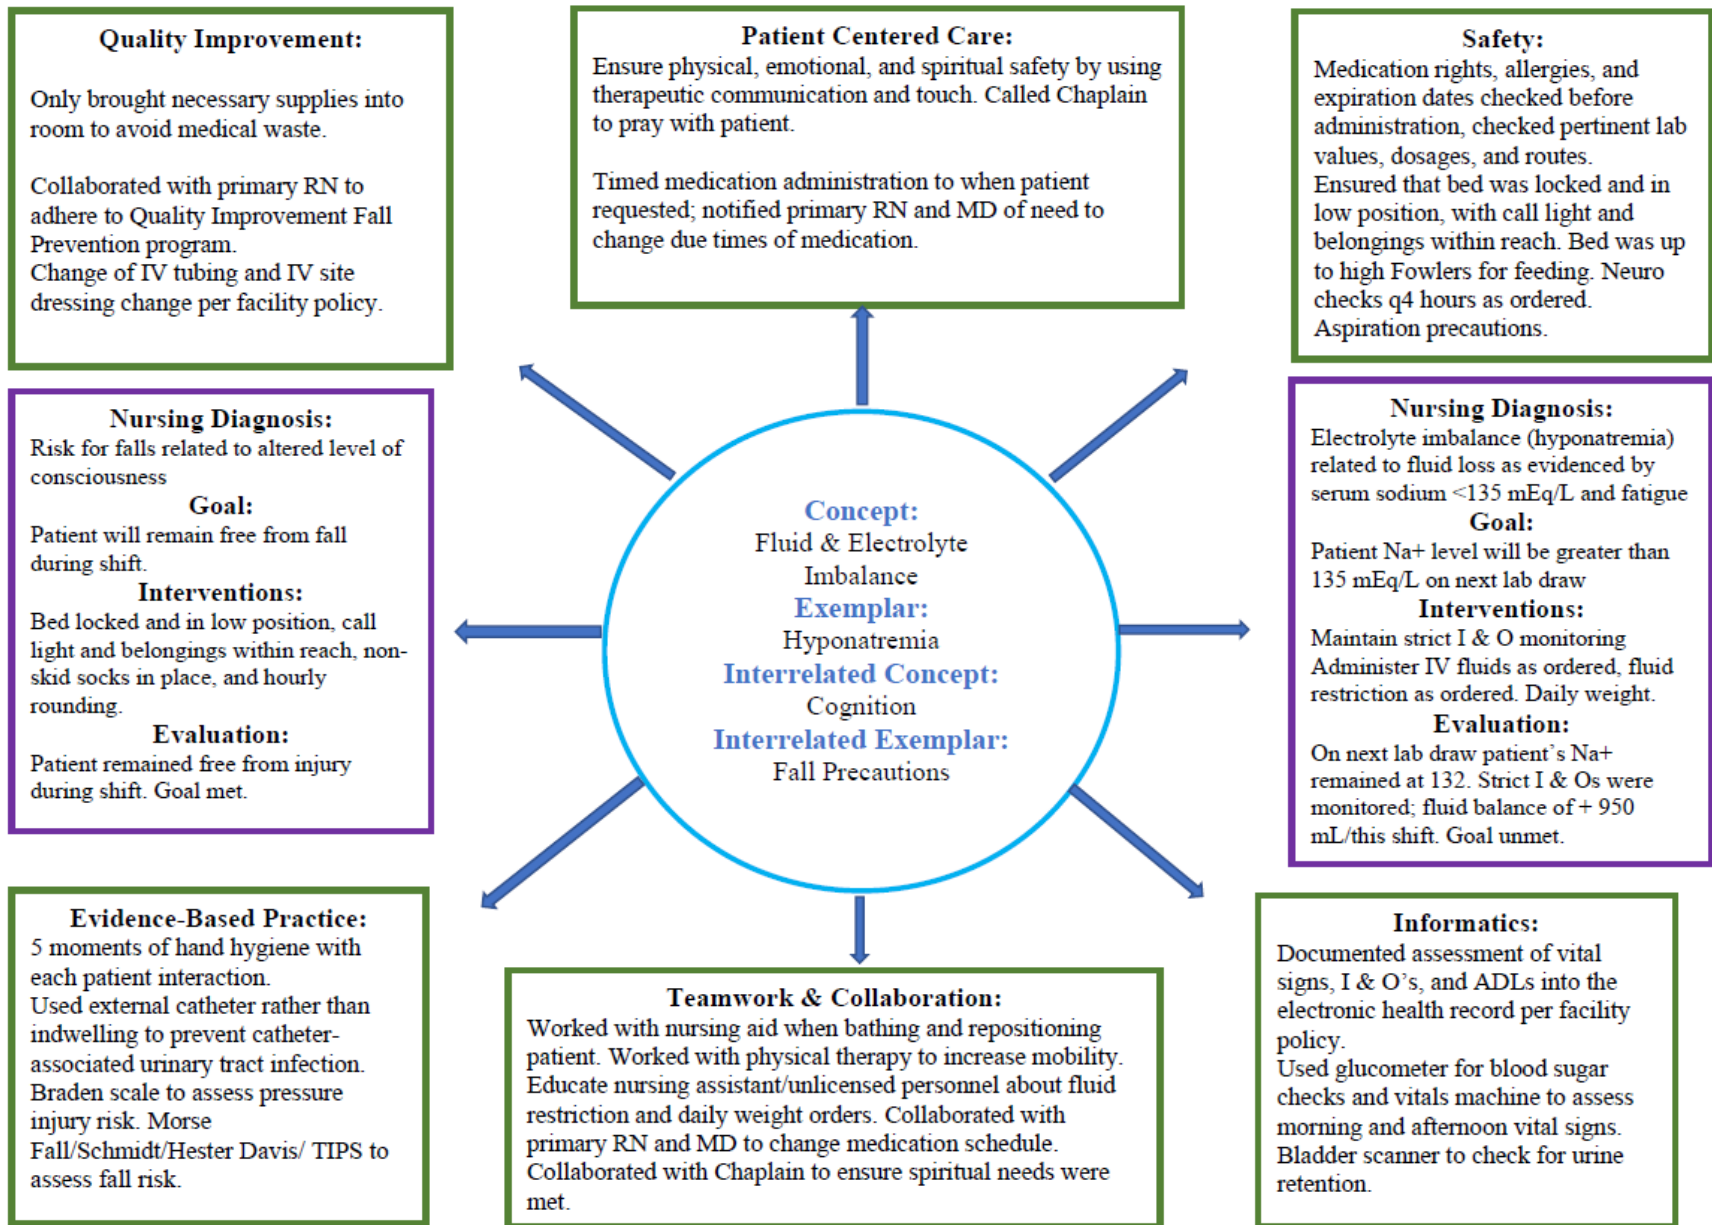 Quality Improvement:
Only brought necessary supplies into
room to avoid medical waste.
Collaborated with primary RN to
adhere to Quality Improvement Fall
Prevention program.
Change of IV tubing and IV site
dressing change per facility policy.
Patient Centered Care:
Ensure physical, emotional, and spiritual safety by using
therapeutic communication and touch. Called Chaplain
to pray with patient.
Timed medication administration to when patient
requested; notified primary RN and MD of need to
change due times of medication.
Safety:
Medication rights, allergies, and
expiration dates checked before
administration, checked pertinent lab
values, dosages, and routes.
Ensured that bed was locked and in
low position, with call light and
belongings within reach. Bed was up
to high Fowlers for feeding. Neuro
checks q4 hours as ordered.
Aspiration precautions.
Nursing Diagnosis:
Risk for falls related to altered level of
consciousness
Goal:
Patient will remain free from fall
during shift.
Interventions:
Bed locked and in low position, call
light and belongings within reach, non-
skid socks in place, and hourly
rounding.
Evaluation:
Patient remained free from injury
during shift. Goal met.
Concept:
Fluid & Electrolyte
Imbalance
Exemplar:
Hyponatremia
Interrelated Concept:
Cognition
Interrelated Exemplar:
Fall Precautions
Nursing Diagnosis:
Electrolyte imbalance (hyponatremia)
related to fluid loss as evidenced by
serum sodium <135 mEq/L and fatigue
Goal:
Patient Na+ level will be greater than
135 mEq/L on next lab draw
Interventions:
Maintain strict I & O monitoring
Administer IV fluids as ordered, fluid
restriction as ordered. Daily weight.
Evaluation:
On next lab draw patient’s Na+
remained at 132. Strict I & Os were
monitored; fluid balance of + 950
mL/this shift. Goal unmet.
Evidence-Based Practice:
5 moments of hand hygiene with
each patient interaction.
Used external catheter rather than
indwelling to prevent catheter-
associated urinary tract infection.
Braden scale to assess pressure
injury risk. Morse
Fall/Schmidt/Hester Davis/ TIPS to
assess fall risk.
Teamwork & Collaboration:
Worked with nursing aid when bathing and repositioning
patient. Worked with physical therapy to increase mobility.
Educate nursing assistant/unlicensed personnel about fluid
restriction and daily weight orders. Collaborated with
primary RN and MD to change medication schedule.
Collaborated with Chaplain to ensure spiritual needs were
met.
Informatics:
Documented assessment of vital
signs, I & O’s, and ADLs into the
electronic health record per facility
policy.
Used glucometer for blood sugar
checks and vitals machine to assess
morning and afternoon vital signs.
Bladder scanner to check for urine
retention.